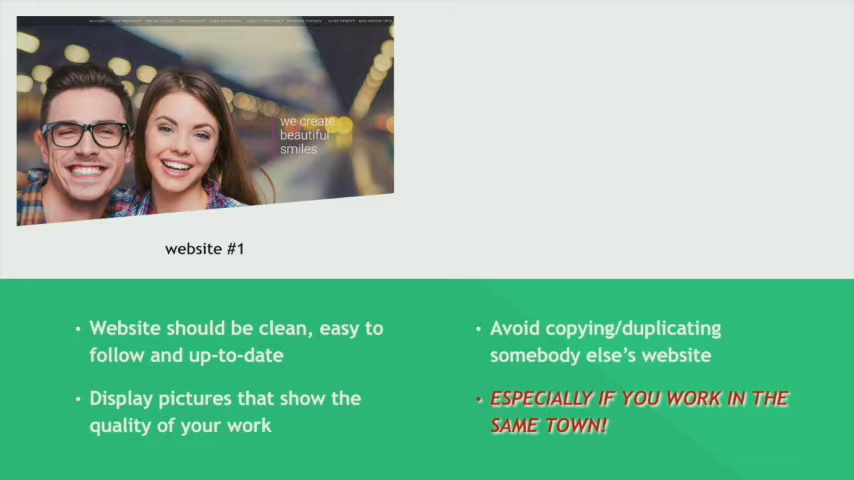 we create
beautiful
smiles
website #1
• Website should be clean, easy to
follow and up-to-date
• Display pictures that show the
quality of your work
• Avoid copying/duplicating
somebody else's website
• ESPECIALLY IF YOU WORK IN THE
SAME TOWN!